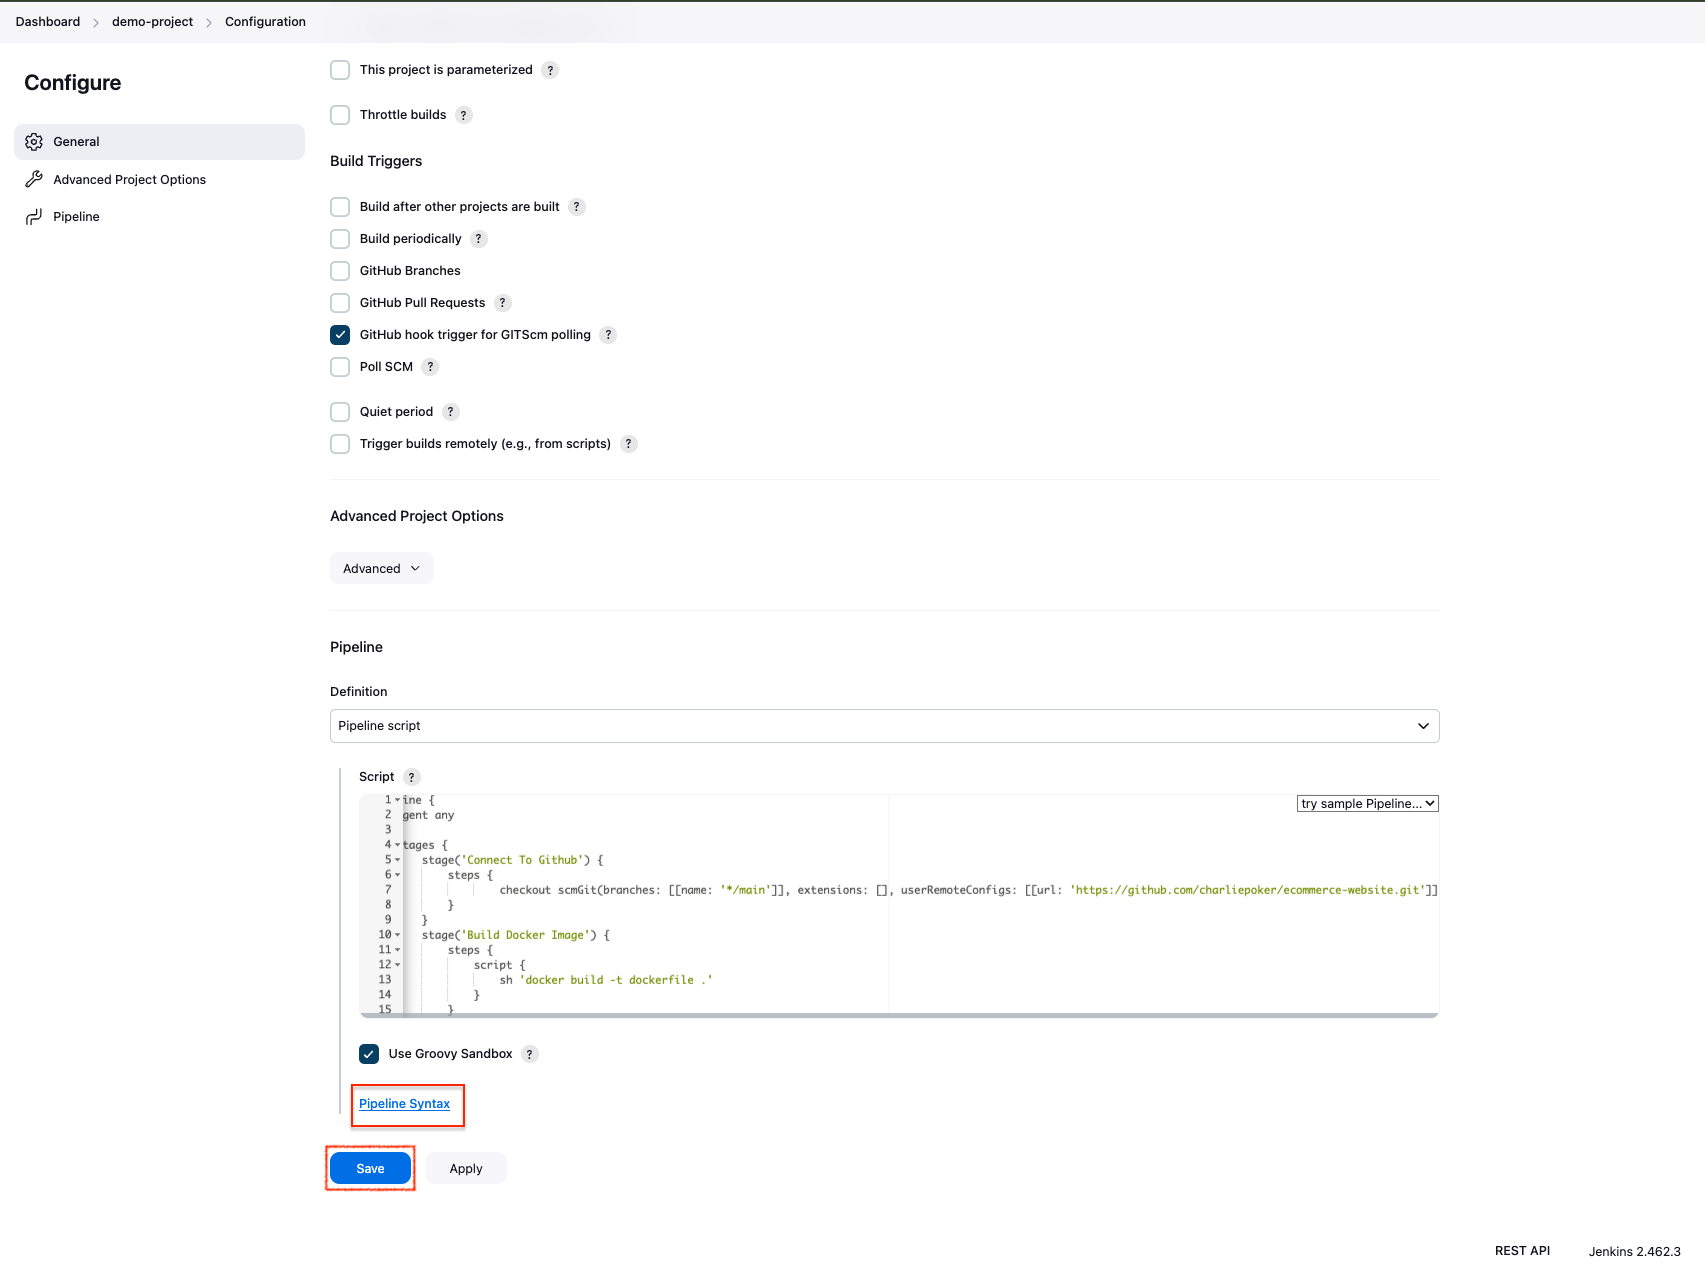 Dashboard > demo-project > Configuration
Configure
General
Advanced Project Options
Pipeline
This project is parameterized ?
Throttle builds ?
Build Triggers
Build after other projects are built ?
Build periodically ?
GitHub Branches
GitHub Pull Requests ?
GitHub hook trigger for GITScm polling ?
Poll SCM ?
Quiet period ?
Trigger builds remotely (e.g., from scripts) ?
Advanced Project Options
Advanced
Pipeline
Definition
Pipeline script
Script ?
try sample Pipeline...
1 ine {
2 gent any
3
4 tages {
5 stage('Connect To Github') {
6 steps {
7 checkout scmGit(branches: [[name: '*/main']], extensions: [], userRemoteConfigs: [[url: 'https://github.com/charliepoker/ecommerce-website.git']]
8 }
9 }
10 stage('Build Docker Image') {
11 steps {
12 script {
13 sh 'docker build -t dockerfile .'
14 }
15 }
Use Groovy Sandbox ?
Pipeline Syntax
Save
Apply
REST API
Jenkins 2.462.3